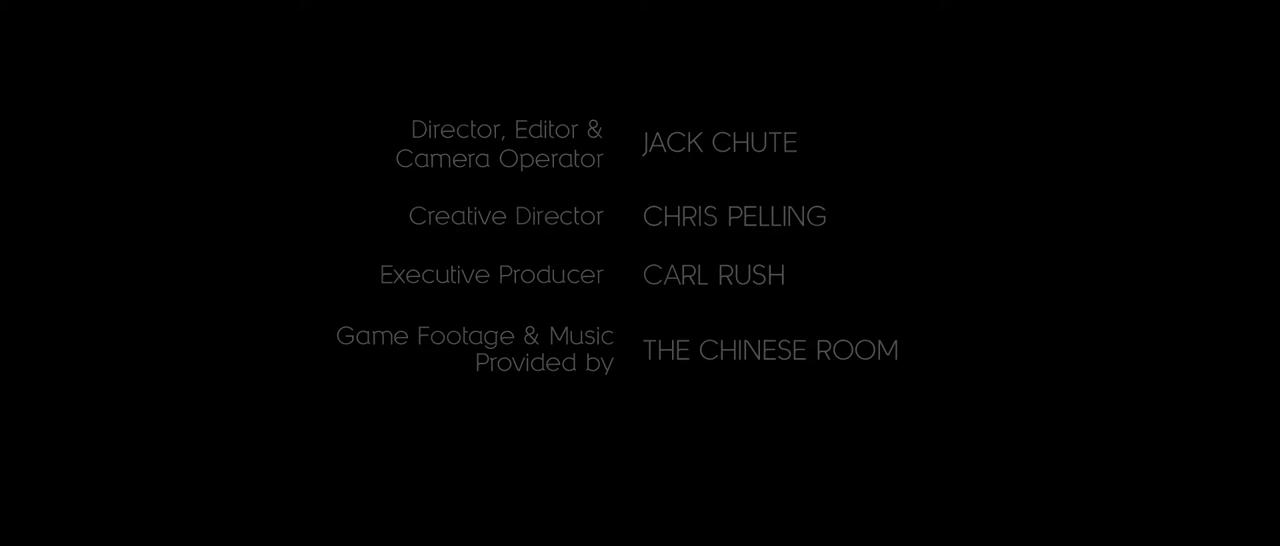 Director, Editor &
Camera Operator
JACK CHUTE
Creative Director
CHRIS PELLING
Executive Producer
CARL RUSH
Game Footage & Music
Provided by
THE CHINESE ROOM